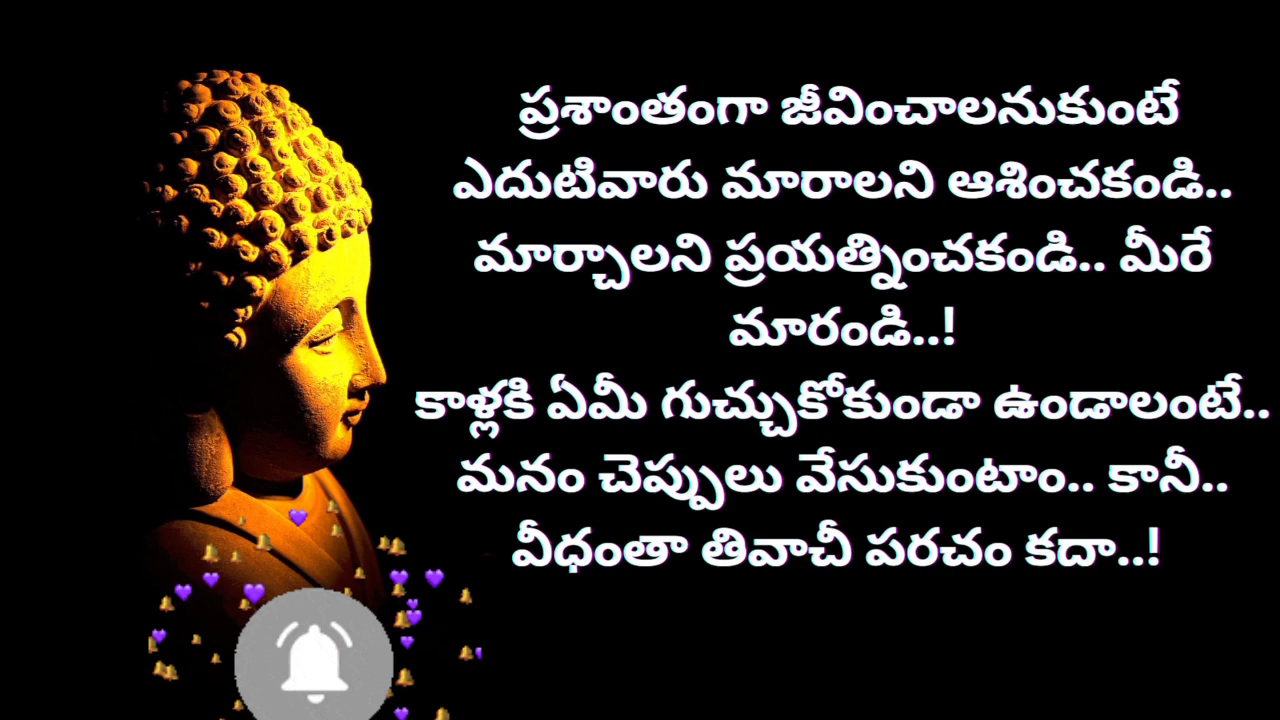 ప్రశాంతంగా జీవించాలనుకుంటే
ఎదుటివారు మారాలని ఆశించకండి..
మార్చాలని ప్రయత్నించకండి.. మీరే
మారండి..!
కాళ్లకి ఏమీ గుచ్చుకోకుండా ఉండాలంటే..
మనం చెప్పులు వేసుకుంటాం.. కానీ..
వీధంతా తివాచీ పరచం కదా..!